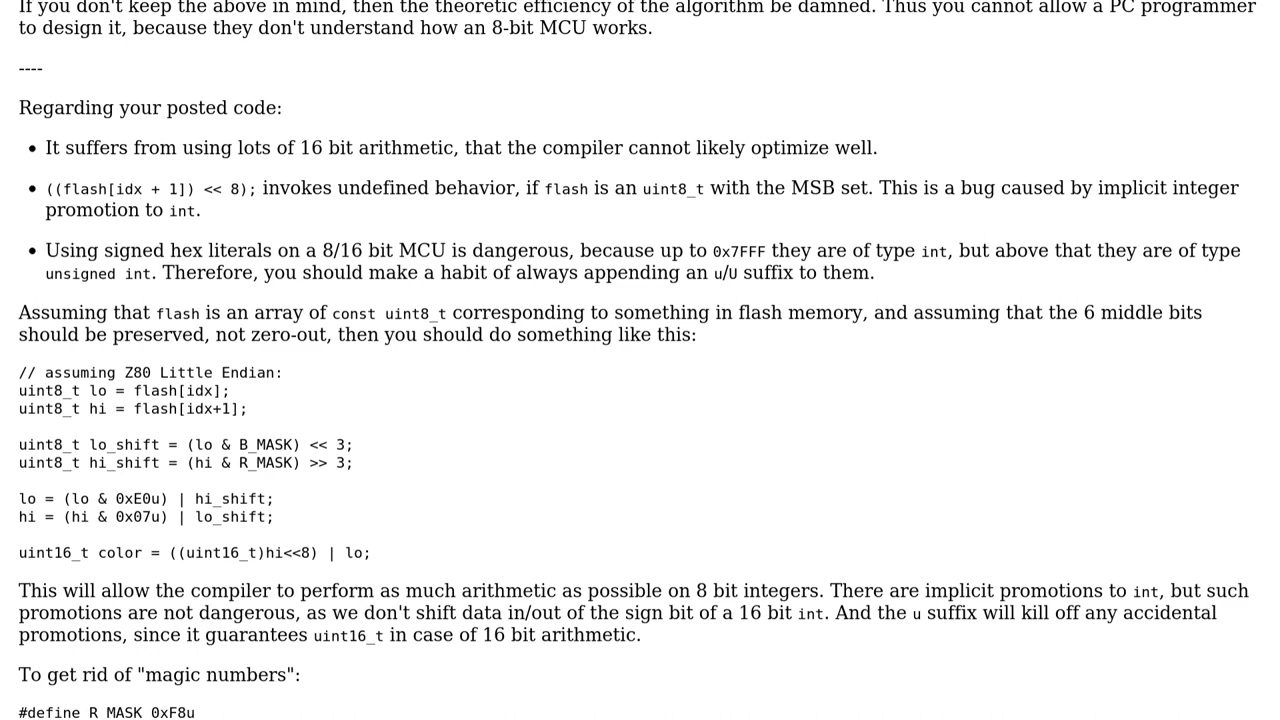 If you don't keep the above in mind, then the theoretic efficiency of the algorithm be damned. Thus you cannot allow a PC programmer
to design it, because they don't understand how an 8-bit MCU works.
----
Regarding your posted code:
• It suffers from using lots of 16 bit arithmetic, that the compiler cannot likely optimize well.
• ((flash[idx + 1]) << 8); invokes undefined behavior, if flash is an uint8_t with the MSB set. This is a bug caused by implicit integer
promotion to int.
• Using signed hex literals on a 8/16 bit MCU is dangerous, because up to 0x7FFF they are of type int, but above that they are of type
unsigned int. Therefore, you should make a habit of always appending an u/U suffix to them.
Assuming that flash is an array of const uint8_t corresponding to something in flash memory, and assuming that the 6 middle bits
should be preserved, not zero-out, then you should do something like this:
// assuming Z80 Little Endian:
uint8_t lo = flash[idx];
uint8_t hi = flash[idx+1];
uint8_t lo_shift = (lo & B_MASK) << 3;
uint8_t hi_shift = (hi & R_MASK) >> 3;
lo = (lo & 0xE0u) | hi_shift;
hi = (hi & 0x07u) | lo_shift;
uint16_t color = ((uint16_t)hi<<8) | lo;
This will allow the compiler to perform as much arithmetic as possible on 8 bit integers. There are implicit promotions to int, but such
promotions are not dangerous, as we don't shift data in/out of the sign bit of a 16 bit int. And the u suffix will kill off any accidental
promotions, since it guarantees uint16_t in case of 16 bit arithmetic.
To get rid of "magic numbers":
#define R_MASK 0xF8u